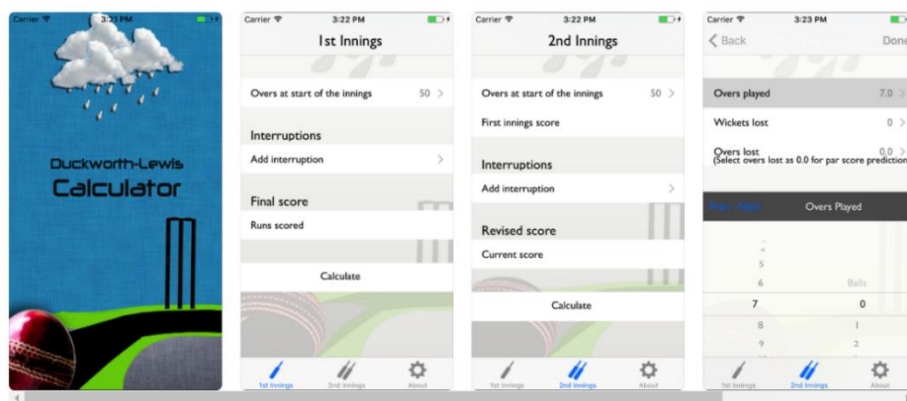 Carrier 3:21 PM
Duckworth-Lewis
Calculator
Carrier 3:22 PM
1st Innings
Overs at start of the innings 50
Interruptions
Add interruption
Final score
Runs scored
Calculate
1st Innings 2nd Innings About
Carrier 3:22 PM
2nd Innings
Overs at start of the innings 50
First innings score
Interruptions
Add interruption
Revised score
Current score
Calculate
1st Innings 2nd Innings About
Carrier 3:23 PM
Back Done
Overs played 7.0
Wickets lost 0
Overs lost 0.0
(Select overs lost as 0.0 for par score prediction
Overs Played
5
6 Balls
7 0
8 1
9 2
1st Innings 2nd Innings About